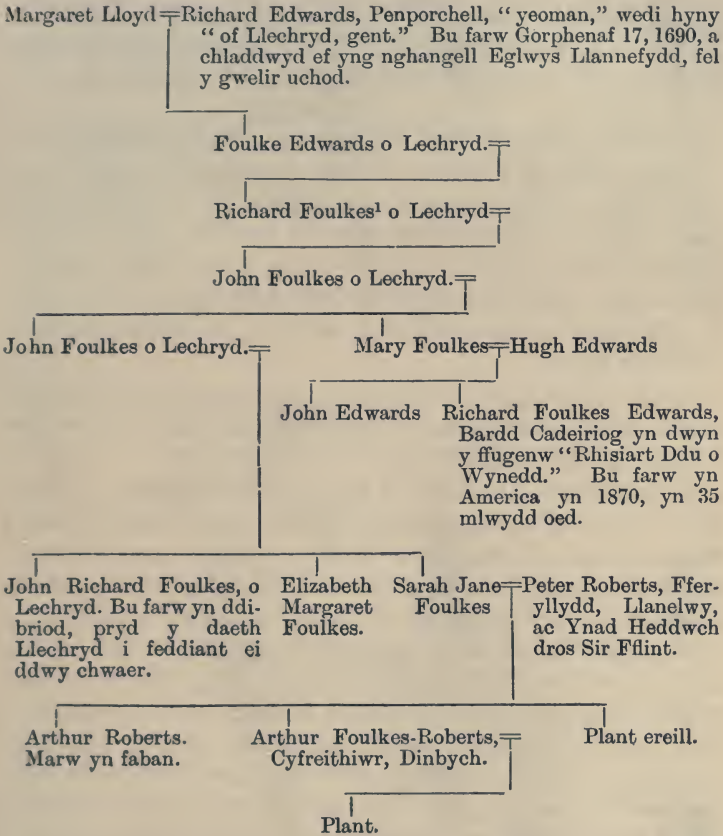 Margaret Lloyd=Richard Edwards, Penporchell, “yeoman,” wedi hyny
“of Llechryd, gent.” Bu farw Gorphenaf 17, 1690, a
chladdwyd ef yng nghangell Eglwys Llannefydd, fel
y gwelir uchod.
Foulke Edwards o Lechryd.=
Richard Foulkes¹ o Lechryd=
John Foulkes o Lechryd.=
John Foulkes o Lechryd.= Mary Foulkes=Hugh Edwards
John Edwards
Richard Foulkes Edwards,
Bardd Cadeiriog yn dwyn
y ffugenw “Rhisiart Ddu o
Wynedd.” Bu farw yn
America yn 1870, yn 35
mlwydd oed.
John Richard Foulkes, o
Lechryd. Bu farw yn ddi-
briod, pryd y daeth
Llechryd i feddiant ei
ddwy chwaer.
Elizabeth
Margaret
Foulkes.
Sarah Jane=
Foulkes
Peter Roberts, Ffer-
yllydd, Llanelwy,
ac Ynad Heddwch
dros Sir Fflint.
Arthur Roberts.
Marw yn faban.
Arthur Foulkes-Roberts,=
Cyfreithiwr, Dinbych.
Plant ereill.
Plant.